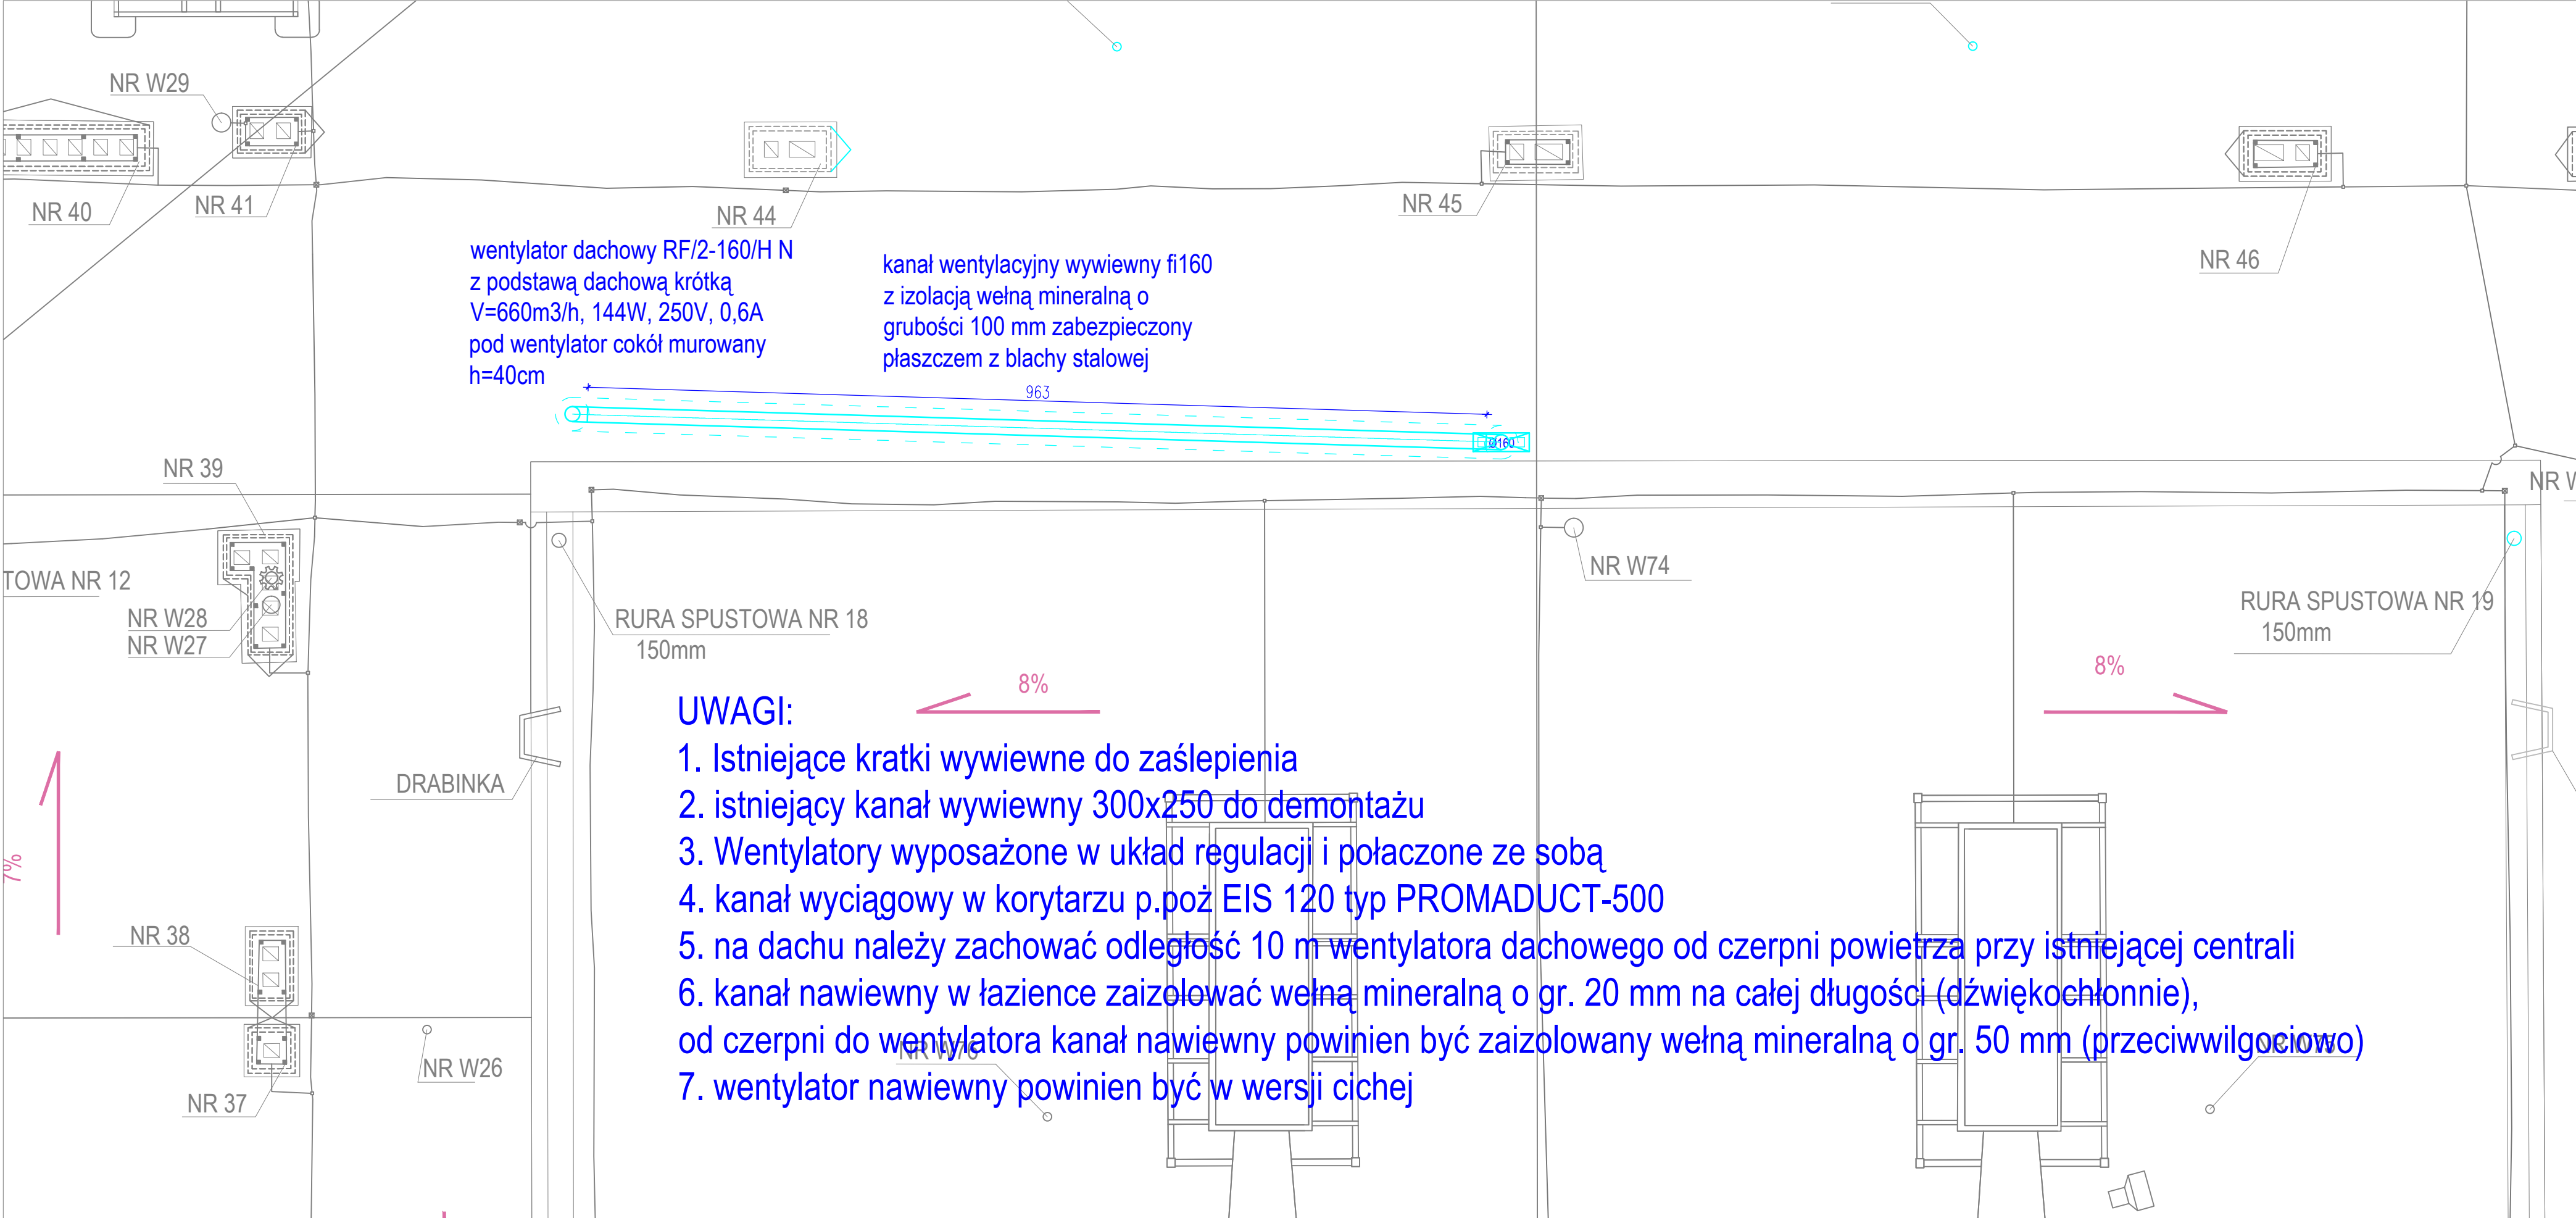 NR W29
NR 40
NR 41
NR 44
NR 45
NR 46
wentylator dachowy RF/2-160/H N
z podstawą dachową krótką
V=660m3/h, 144W, 250V, 0,6A
pod wentylator cokół murowany
h=40cm
kanał wentylacyjny wywiewny fi160
z izolacją wełną mineralną o
grubości 100 mm zabezpieczony
płaszczem z blachy stalowej
963
Ø160
NR 39
NR W
TOWA NR 12
NR W28
NR W27
RURA SPUSTOWA NR 18
150mm
NR W74
RURA SPUSTOWA NR 19
150mm
8%
8%
DRABINKA
7%
UWAGI:
1. Istniejące kratki wywiewne do zaślepienia
2. istniejący kanał wywiewny 300x250 do demontażu
3. Wentylatory wyposażone w układ regulacji i połaczone ze sobą
4. kanał wyciągowy w korytarzu p.poż EIS 120 typ PROMADUCT-500
5. na dachu należy zachować odległość 10 m wentylatora dachowego od czerpni powietrza przy istniejącej centrali
6. kanał nawiewny w łazience zaizolować wełną mineralną o gr. 20 mm na całej długości (dźwiękochłonnie),
od czerpni do wentylatora kanał nawiewny powinien być zaizolowany wełną mineralną o gr. 50 mm (przeciwwilgociowo)
7. wentylator nawiewny powinien być w wersji cichej
NR 38
NR W26
NR 37
NR W76